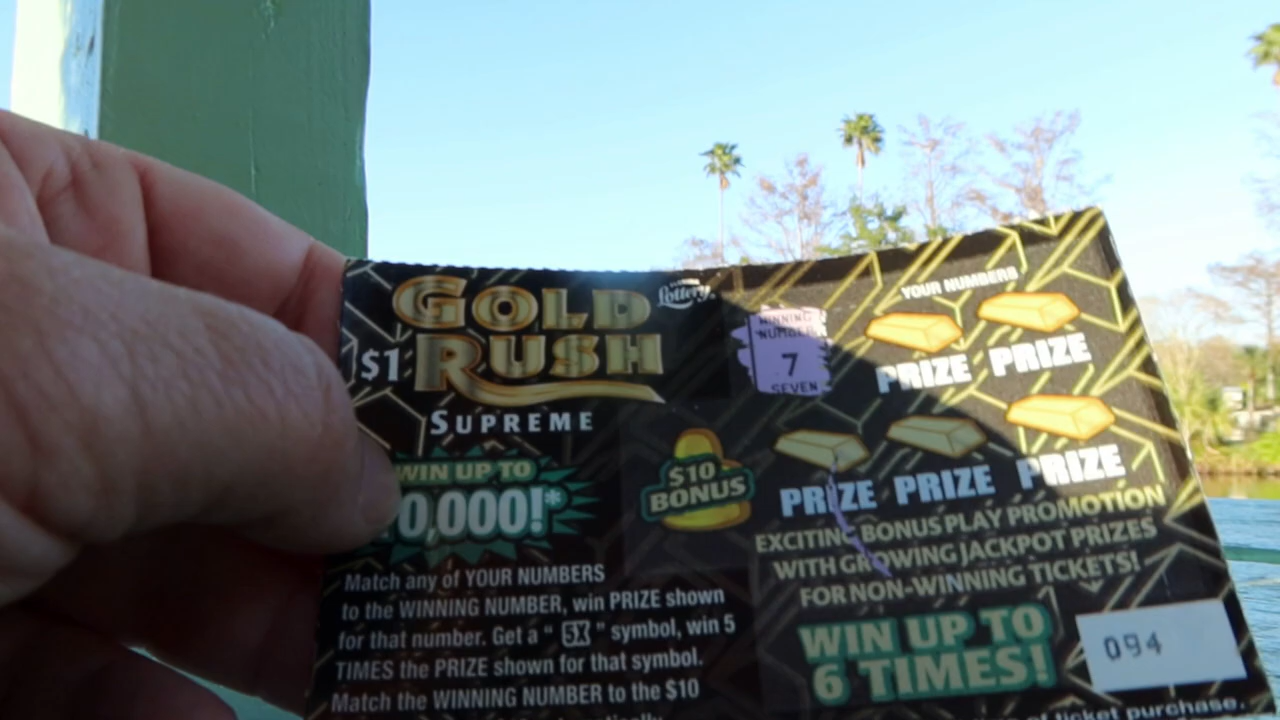 GOLD
RUSH
$1
SUPREME
FLORIDA
Lottery
WINNING
NUMBER
7
SEVEN
YOUR NUMBERS
PRIZE PRIZE
PRIZE PRIZE PRIZE
WIN UP TO
0,000!*
$10
BONUS
EXCITING BONUS PLAY PROMOTION
WITH GROWING JACKPOT PRIZES
FOR NON-WINNING TICKETS!
Match any of YOUR NUMBERS
to the WINNING NUMBER, win PRIZE shown
for that number. Get a " 5X " symbol, win 5
TIMES the PRIZE shown for that symbol.
Match the WINNING NUMBER to the $10
WIN UP TO
6 TIMES!
094
of ticket purchase.